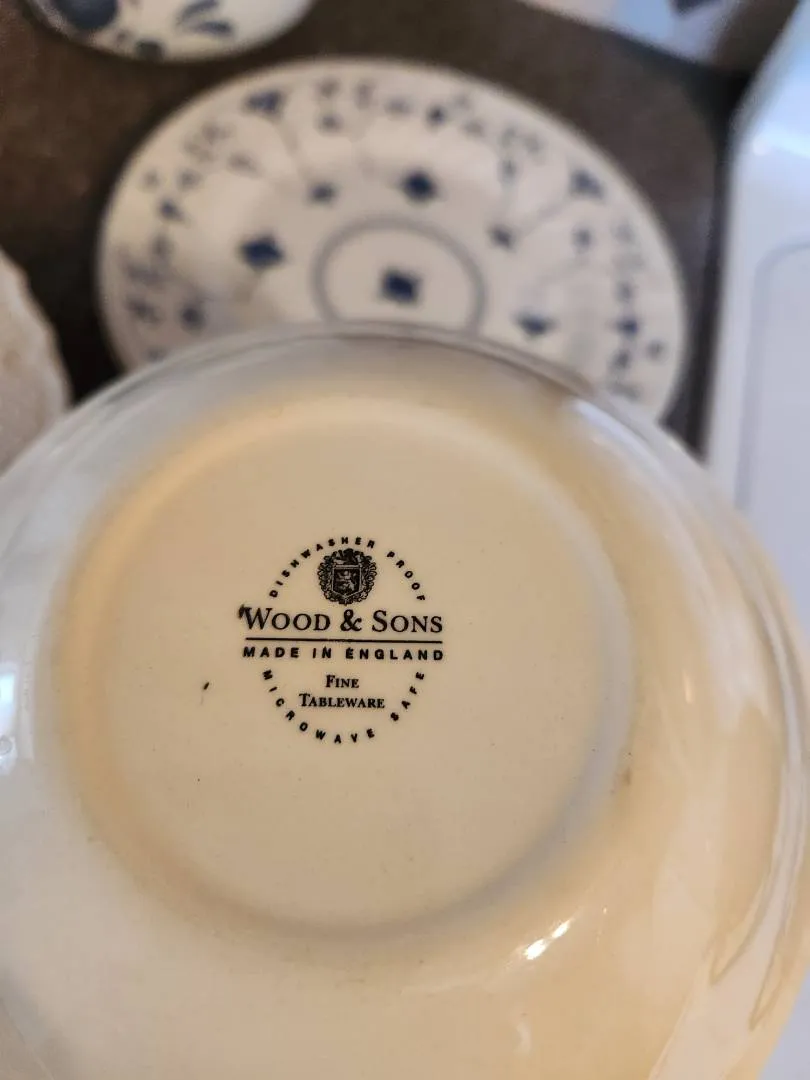 DISHWASHER PROOF
WOOD & SONS
MADE IN ENGLAND
FINE
TABLEWARE
MICROWAVE SAFE